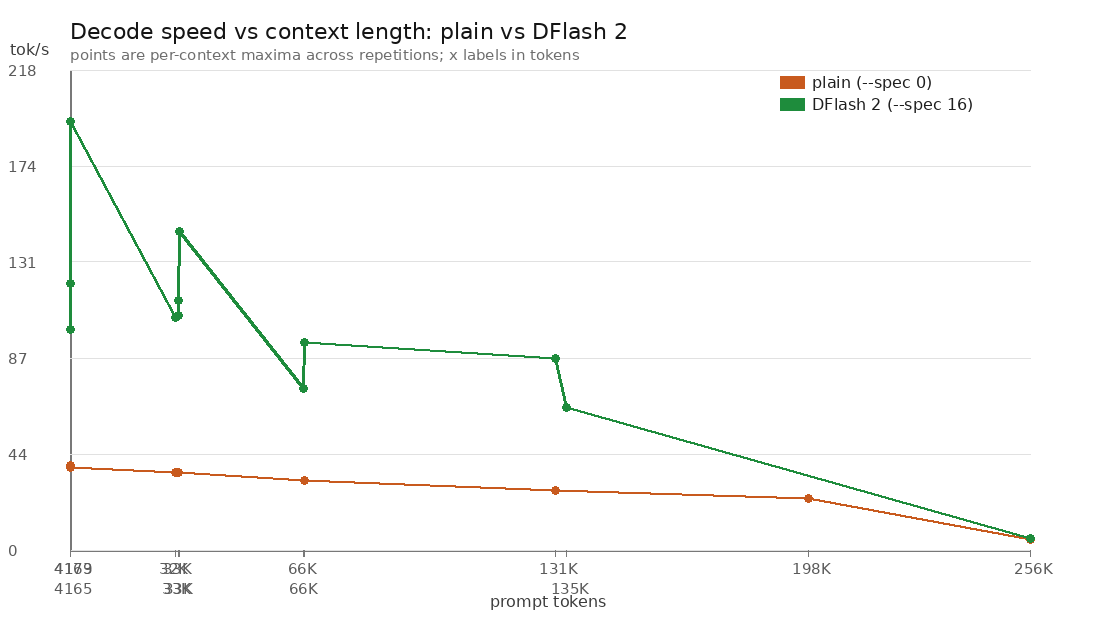 Decode speed vs context length: plain vs DFlash 2
tok/s
points are per-context maxima across repetitions; x labels in tokens
218
plain (--spec 0)
DFlash 2 (--spec 16)
174
131
87
44
0
66K 131K 198K 256K
4165 33K 66K 135K
prompt tokens